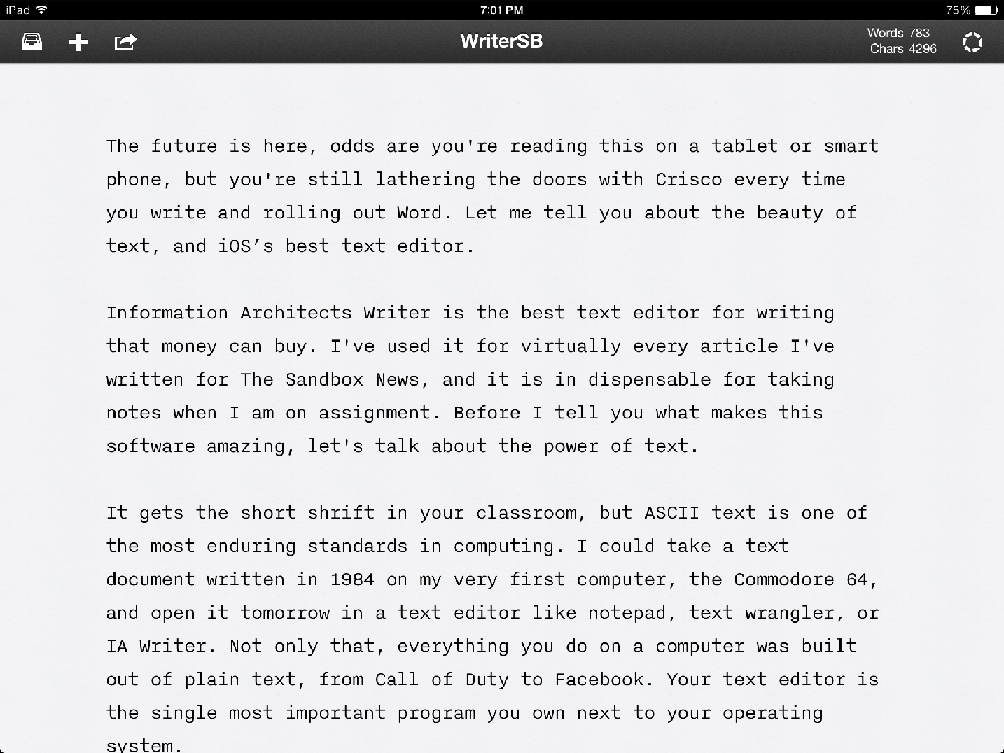 iPad 7:01 PM 75%
WriterSB Words 783
Chars 4296
The future is here, odds are you're reading this on a tablet or smart
phone, but you're still lathering the doors with Crisco every time
you write and rolling out Word. Let me tell you about the beauty of
text, and iOS’s best text editor.
Information Architects Writer is the best text editor for writing
that money can buy. I've used it for virtually every article I've
written for The Sandbox News, and it is in dispensable for taking
notes when I am on assignment. Before I tell you what makes this
software amazing, let's talk about the power of text.
It gets the short shrift in your classroom, but ASCII text is one of
the most enduring standards in computing. I could take a text
document written in 1984 on my very first computer, the Commodore 64,
and open it tomorrow in a text editor like notepad, text wrangler, or
IA Writer. Not only that, everything you do on a computer was built
out of plain text, from Call of Duty to Facebook. Your text editor is
the single most important program you own next to your operating
system.